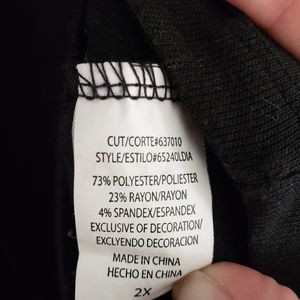 CUT/CORTE#637010
STYLE/ESTILO#65240LDIA
73% POLYESTER/POLIESTER
23% RAYON/RAYON
4% SPANDEX/ESPANDEX
EXCLUSIVE OF DECORATION/
EXCLYENDO DECORACION
MADE IN CHINA
HECHO EN CHINA
2X